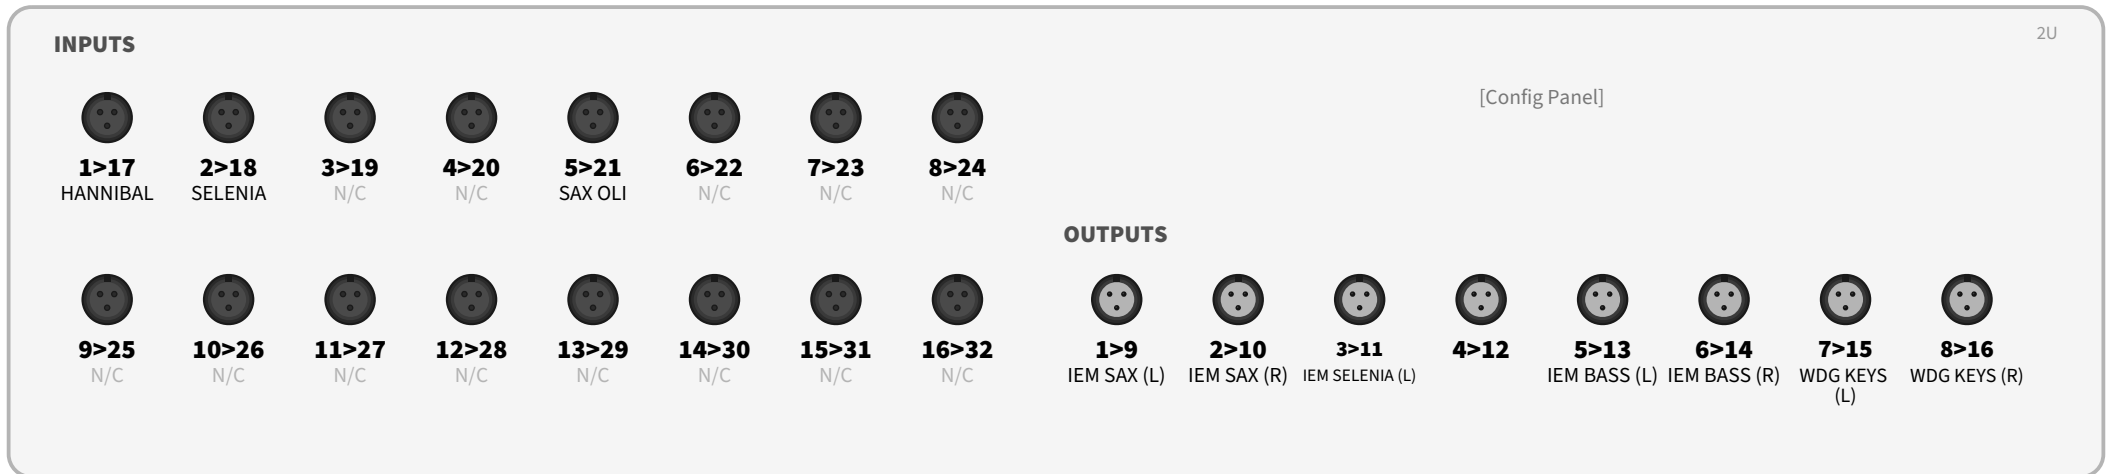 INPUTS
2U
[Config Panel]
1>17 2>18 3>19 4>20 5>21 6>22 7>23 8>24
HANNIBAL SELENIA N/C N/C SAX OLI N/C N/C N/C
OUTPUTS
9>25 10>26 11>27 12>28 13>29 14>30 15>31 16>32 1>9 2>10 3>11 4>12 5>13 6>14 7>15 8>16
N/C N/C N/C N/C N/C N/C N/C N/C IEM SAX (L) IEM SAX (R) IEM SELENIA (L) IEM BASS (L) IEM BASS (R) WDG KEYS WDG KEYS (R)
(L)